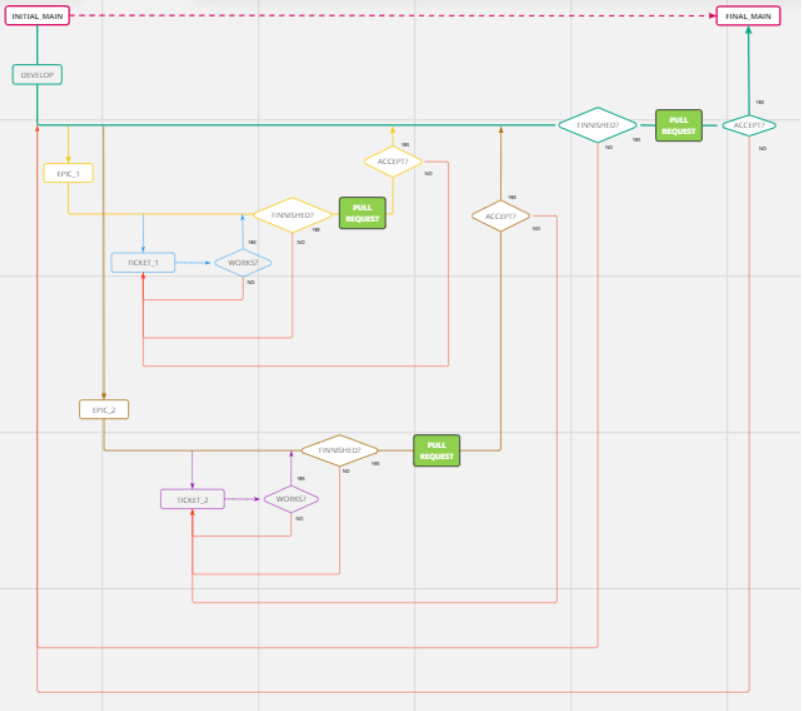 INITIAL_MAIN
FINAL_MAIN
DEVELOP
YES
FINNISHED?
PULL
REQUEST
ACCEPT?
YES
NO
NO
YES
ACCEPT?
NO
EPIC_1
YES
ACCEPT?
NO
FINNISHED?
YES
NO
PULL
REQUEST
YES
TICKET_1
WORKS?
NO
EPIC_2
FINNISHED?
YES
NO
PULL
REQUEST
YES
TICKET_2
WORKS?
NO